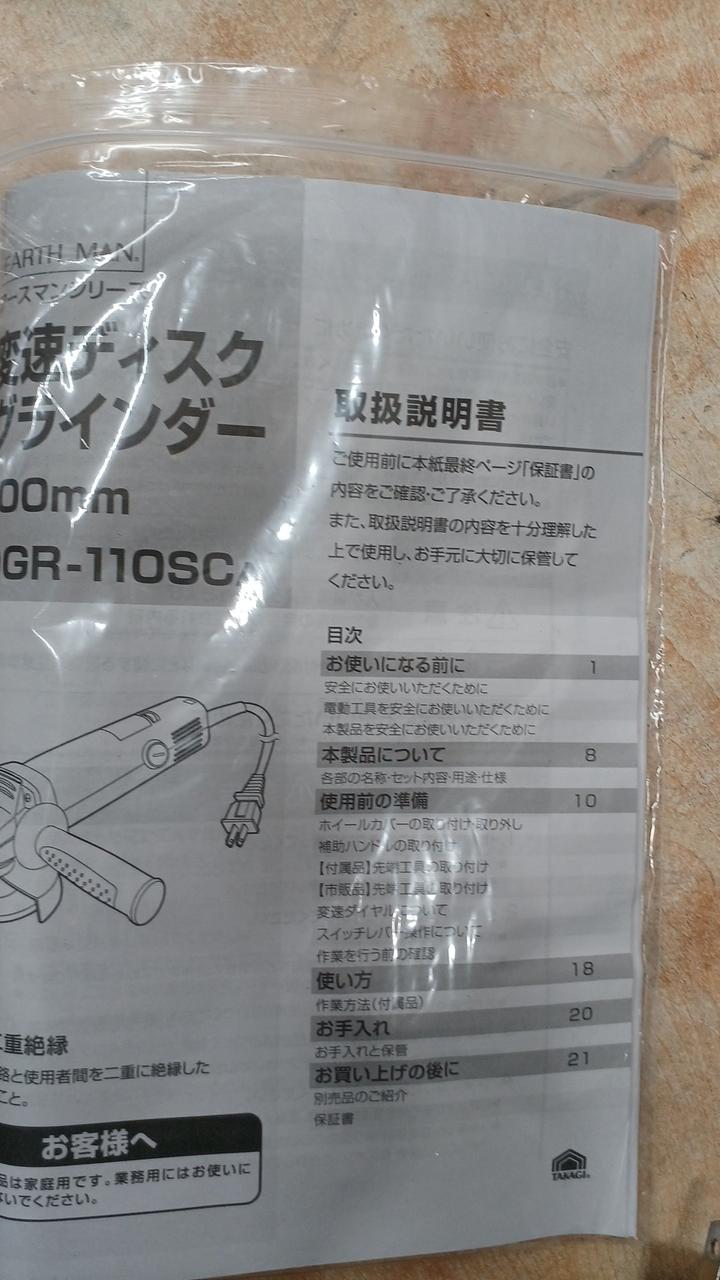 EARTH MAN®
ースマンシリーズ
変速ディスク
グラインダー
00mm
DGR-110SCA
二重絶縁
路と使用者間を二重に絶縁した
こと。
お客様へ
品は家庭用です。業務用にはお使いに
ないでください。
取扱説明書
ご使用前に本紙最終ページ「保証書」の
内容をご確認・ご了承ください。
また、取扱説明書の内容を十分理解した
上で使用し、お手元に大切に保管して
ください。
目次
お使いになる前に 1
安全にお使いいただくために
電動工具を安全にお使いいただくために
本製品を安全にお使いいただくために
本製品について 8
各部の名称・セット内容・用途・仕様
使用前の準備 10
ホイールカバーの取り付け・取り外し
補助ハンドルの取り付け
【付属品】先端工具の取り付け
【市販品】先端工具の取り付け
変速ダイヤルについて
スイッチレバー操作について
作業を行う前の確認
使い方 18
作業方法(付属品)
お手入れ 20
お手入れと保管
お買い上げの後に 21
別売品のご紹介
保証書
TAKAGI®